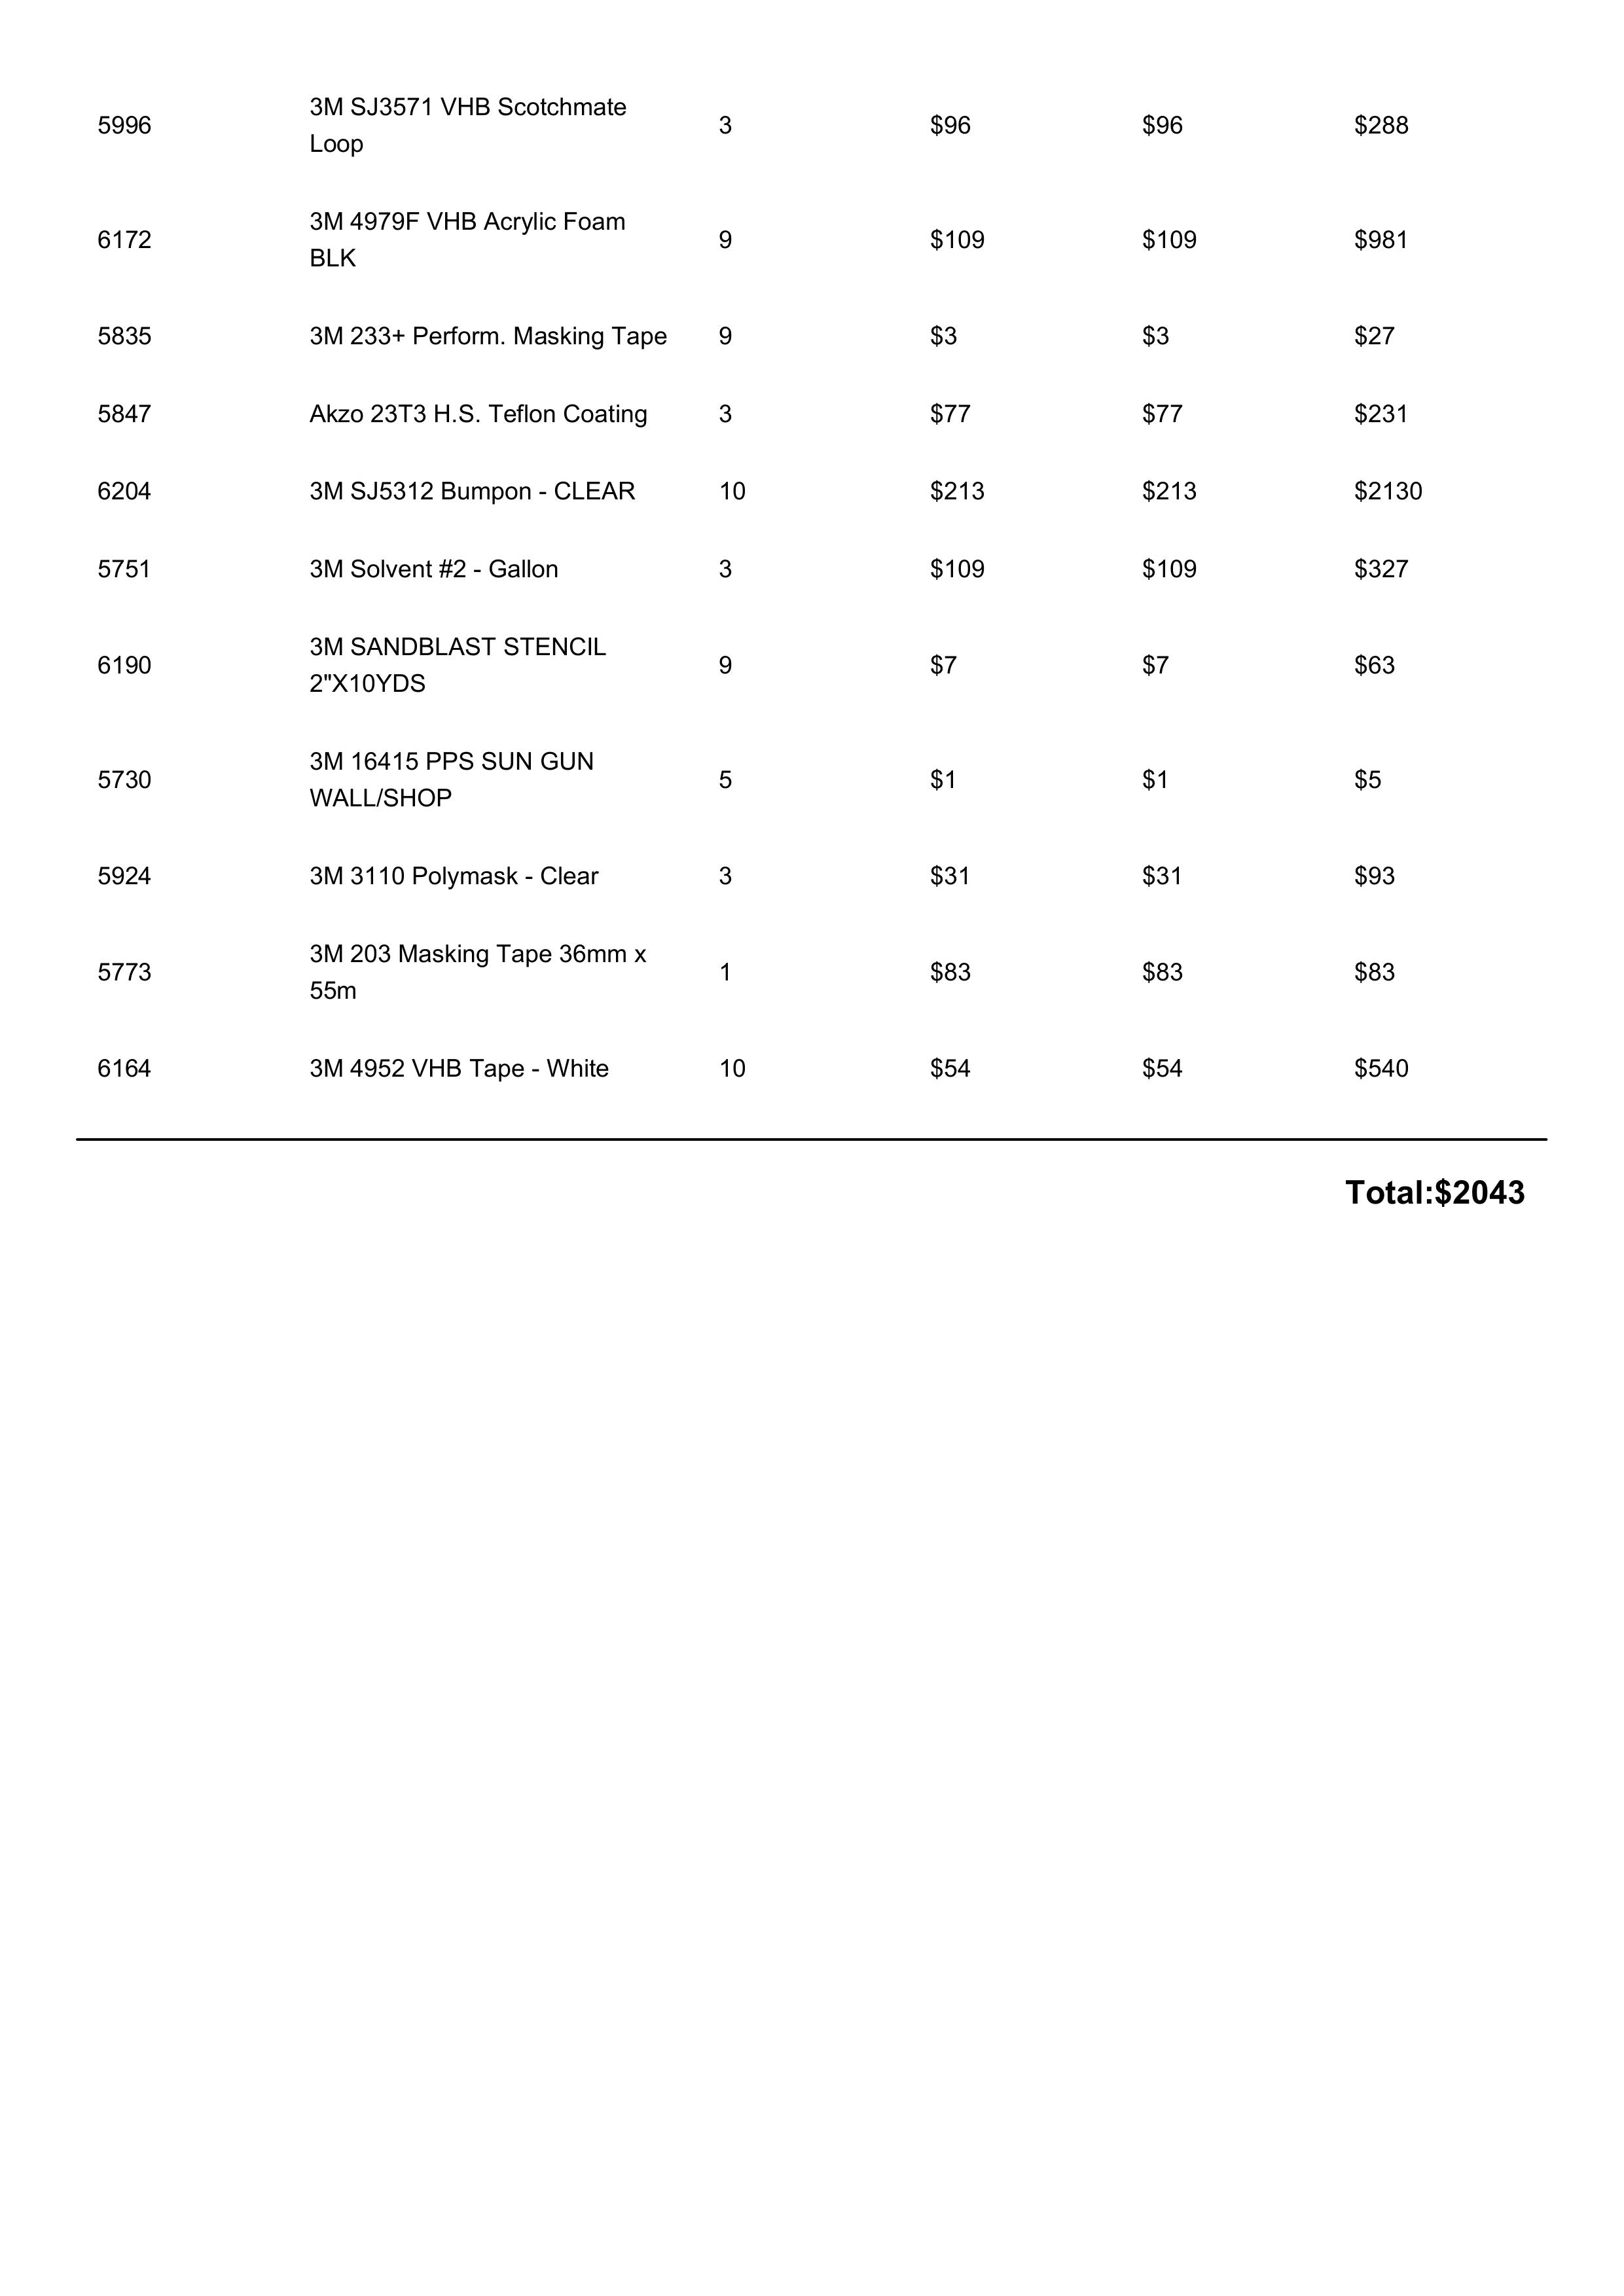 5996 3M SJ3571 VHB Scotchmate Loop 3 $96 $96 $288
6172 3M 4979F VHB Acrylic Foam BLK 9 $109 $109 $981
5835 3M 233+ Perform. Masking Tape 9 $3 $3 $27
5847 Akzo 23T3 H.S. Teflon Coating 3 $77 $77 $231
6204 3M SJ5312 Bumpon - CLEAR 10 $213 $213 $2130
5751 3M Solvent #2 - Gallon 3 $109 $109 $327
6190 3M SANDBLAST STENCIL 2"X10YDS 9 $7 $7 $63
5730 3M 16415 PPS SUN GUN WALL/SHOP 5 $1 $1 $5
5924 3M 3110 Polymask - Clear 3 $31 $31 $93
5773 3M 203 Masking Tape 36mm x 55m 1 $83 $83 $83
6164 3M 4952 VHB Tape - White 10 $54 $54 $540
Total:$2043